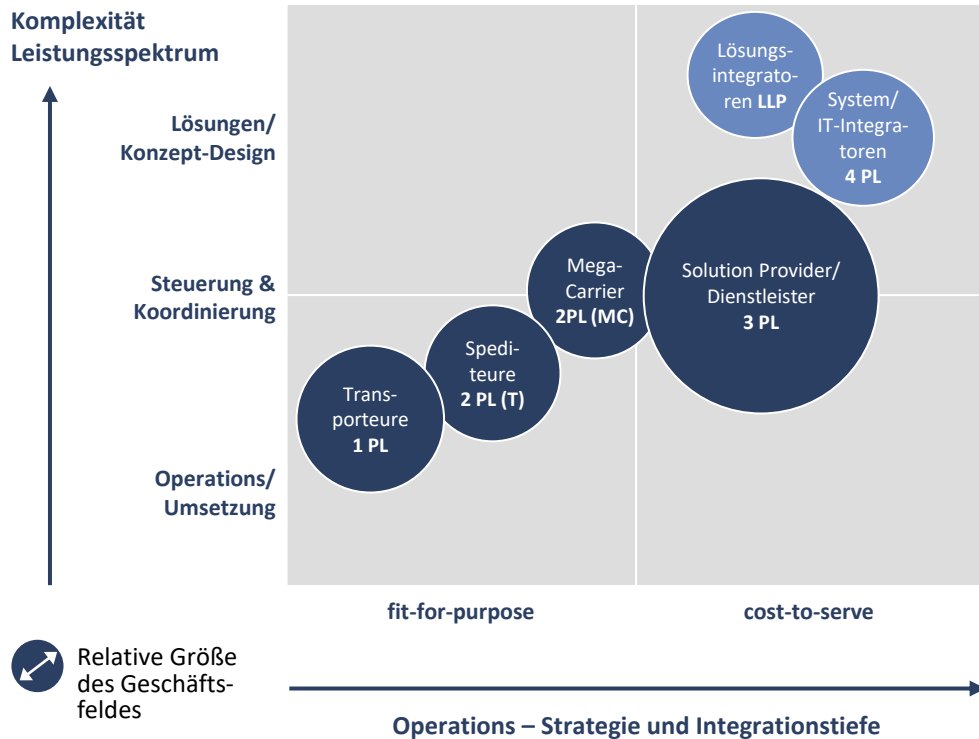 Komplexität
Leistungsspektrum
Lösungen/
Konzept-Design
Steuerung &
Koordinierung
Operations/
Umsetzung
Lösungs-
integrato-
ren LLP
System/
IT-Integra-
toren
4 PL
Mega-
Carrier
2PL (MC)
Solution Provider/
Dienstleister
3 PL
Spedi-
teure
2 PL (T)
Trans-
porteure
1 PL
fit-for-purpose
cost-to-serve
Relative Größe
des Geschäfts-
feldes
Operations – Strategie und Integrationstiefe